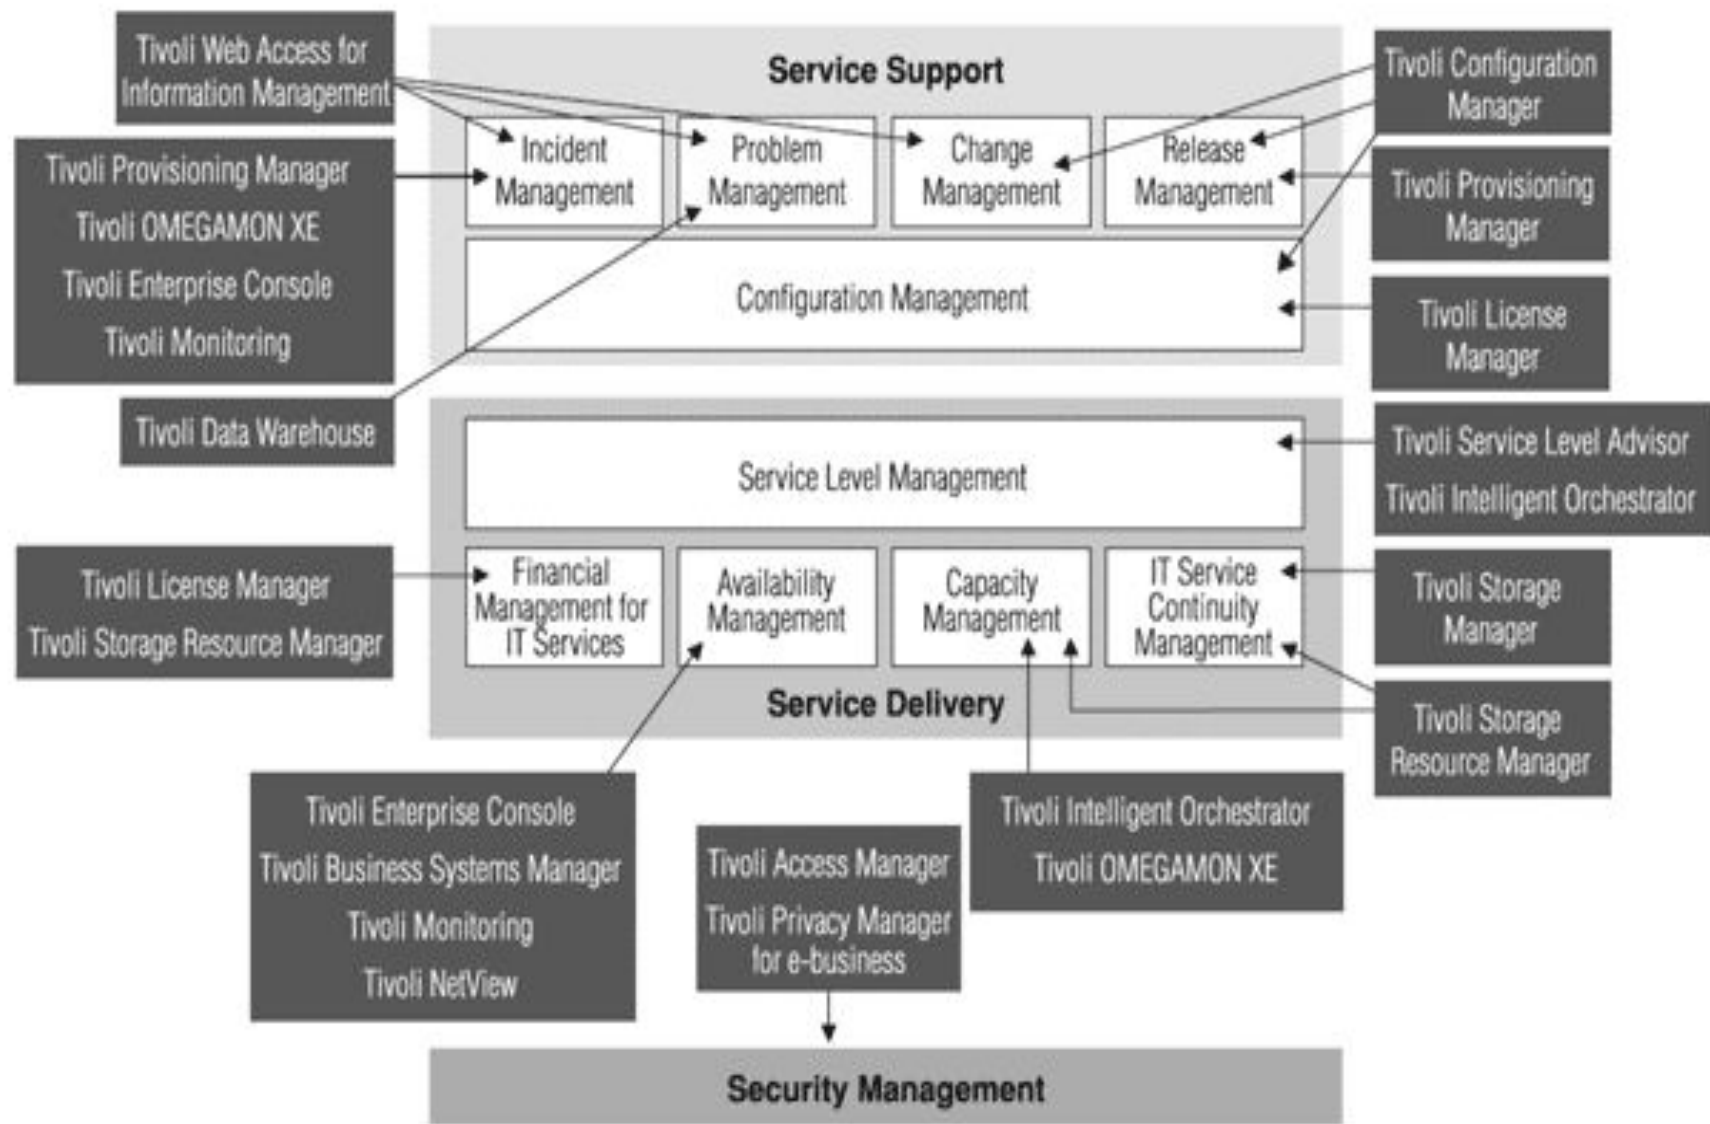 Tivoli Web Access for
Information Management
Service Support
Tivoli Configuration
Manager
Incident
Management
Problem
Management
Change
Management
Release
Management
Tivoli Provisioning Manager
Tivoli OMEGAMON XE
Tivoli Enterprise Console
Tivoli Monitoring
Tivoli Provisioning
Manager
Configuration Management
Tivoli License
Manager
Tivoli Data Warehouse
Service Level Management
Tivoli Service Level Advisor
Tivoli Intelligent Orchestrator
Tivoli License Manager
Tivoli Storage Resource Manager
Financial
Management for
IT Services
Availability
Management
Capacity
Management
IT Service
Continuity
Management
Tivoli Storage
Manager
Service Delivery
Tivoli Storage
Resource Manager
Tivoli Enterprise Console
Tivoli Business Systems Manager
Tivoli Monitoring
Tivoli NetView
Tivoli Access Manager
Tivoli Privacy Manager
for e-business
Tivoli Intelligent Orchestrator
Tivoli OMEGAMON XE
Security Management